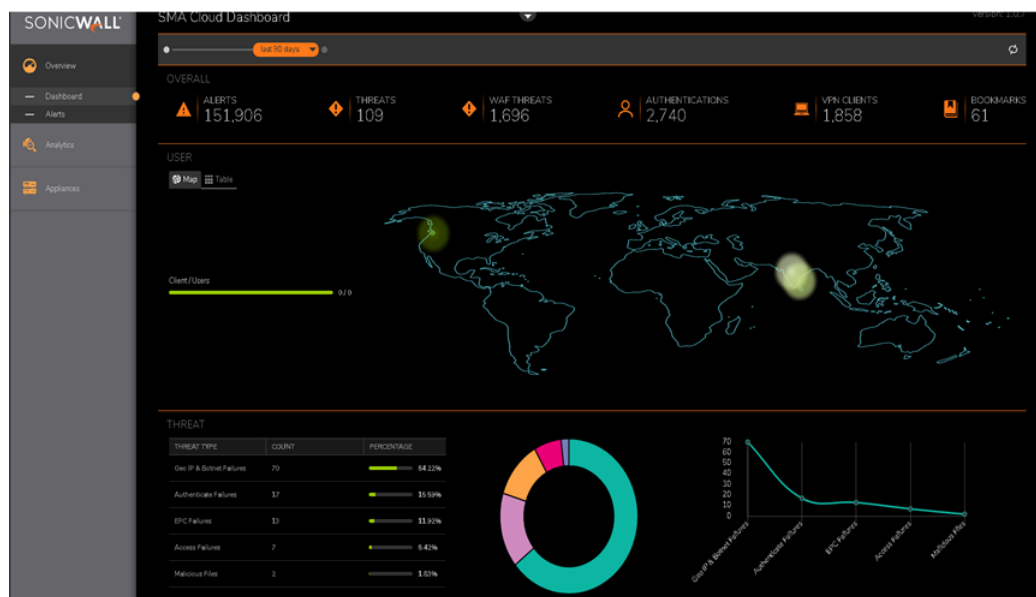 SONICWALL
SMA Cloud Dashboard
Version: 1.0.7
last 90 days
Overview
Dashboard
Alerts
Analytics
Appliances
OVERALL
ALERTS
151,906
THREATS
109
WAF THREATS
1,696
AUTHENTICATIONS
2,740
VPN CLIENTS
1,858
BOOKMARKS
61
USER
Map Table
Client/Users
0 / 0
THREAT
THREAT TYPE COUNT PERCENTAGE
Geo IP & Botnet Failures 70 64.22%
Authenticate Failures 17 15.59%
EPC Failures 13 11.92%
Access Failures 7 6.42%
Malicious Files 2 1.83%
70
60
50
40
30
20
10
0
Geo IP & Botnet Failures
Authenticate Failures
EPC Failures
Access Failures
Malicious Files